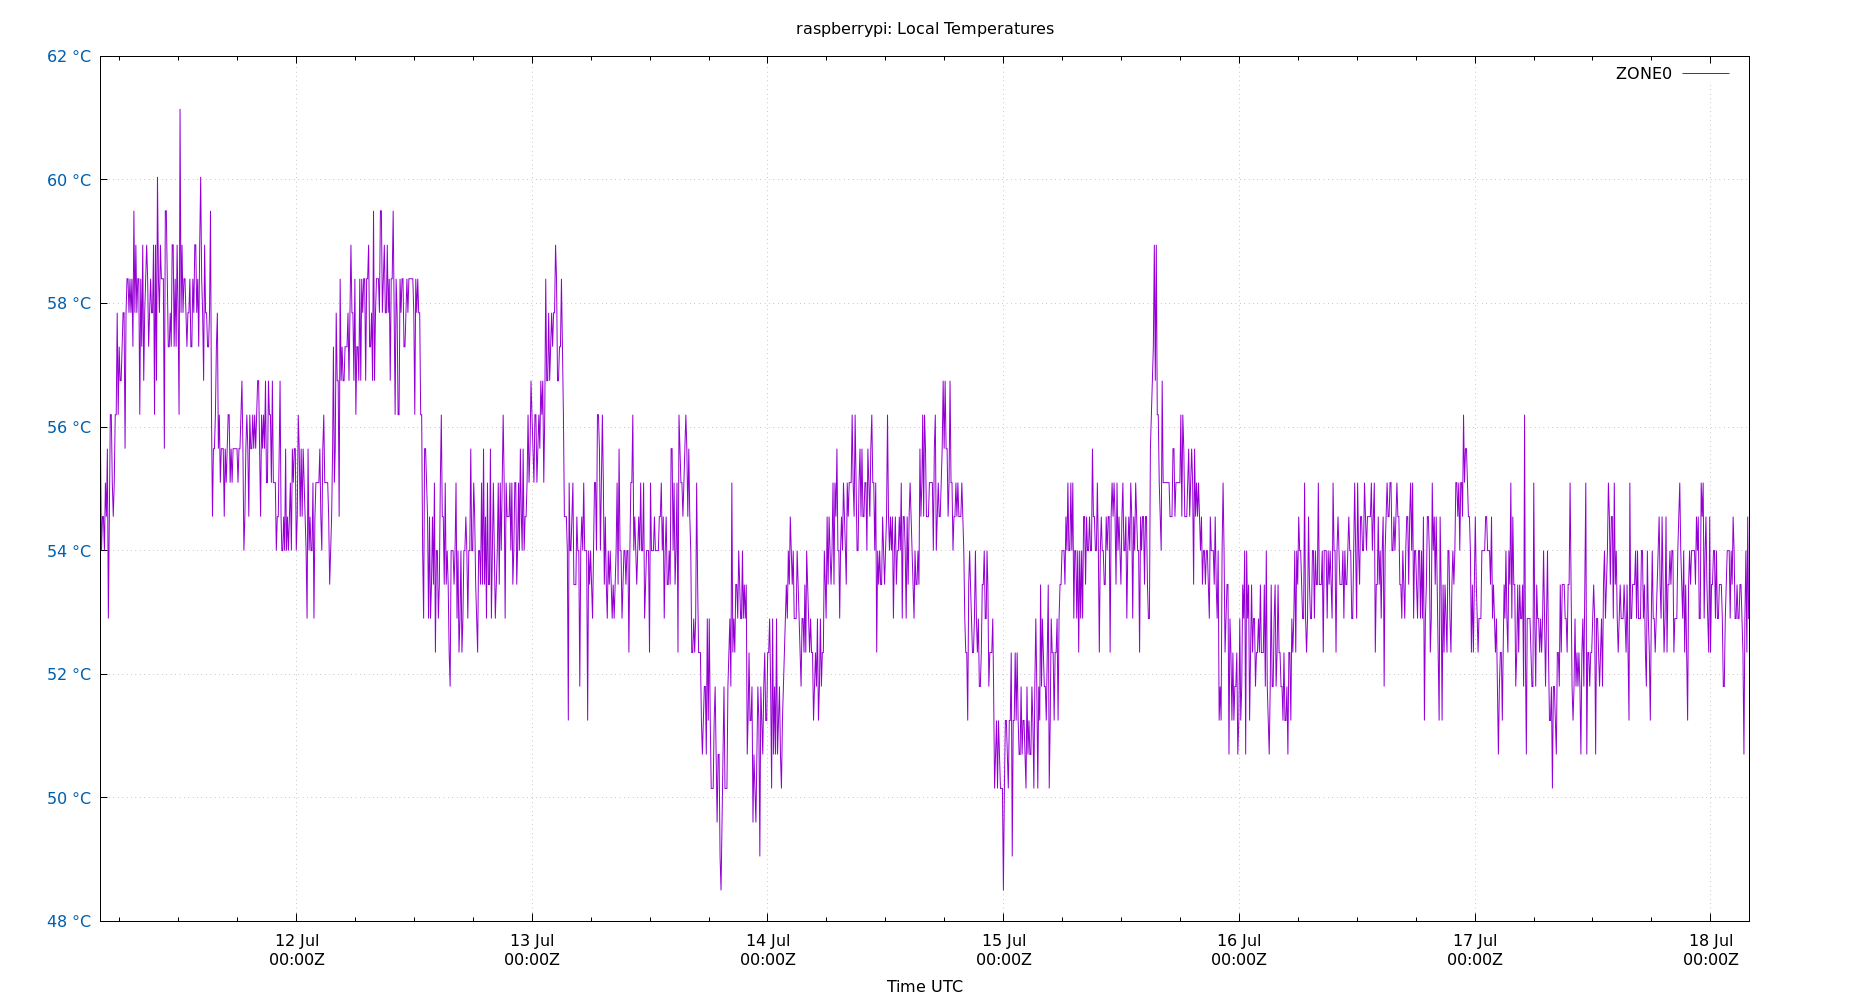 raspberrypi: Local Temperatures
62 °C
ZONE0
60 °C
58 °C
56 °C
54 °C
52 °C
50 °C
48 °C
12 Jul 13 Jul 14 Jul 15 Jul 16 Jul 17 Jul 18 Jul
00:00Z 00:00Z 00:00Z 00:00Z 00:00Z 00:00Z 00:00Z
Time UTC